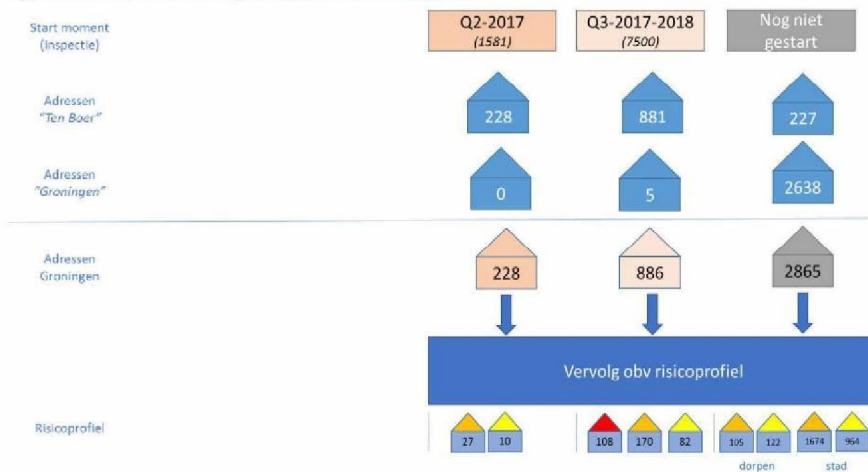 Start moment
(Inspectie)
Q2-2017
(1581)
Q3-2017-2018
(7500)
Nog niet
gestart
Adressen
"Ten Boer"
228
881
227
Adressen
"Groningen"
0
5
2638
Adressen
Groningen
228
886
2865
Vervolg obv risicoprofiel
Risicoprofiel
27
10
108
170
82
105
122
1674
964
dorpen
stad